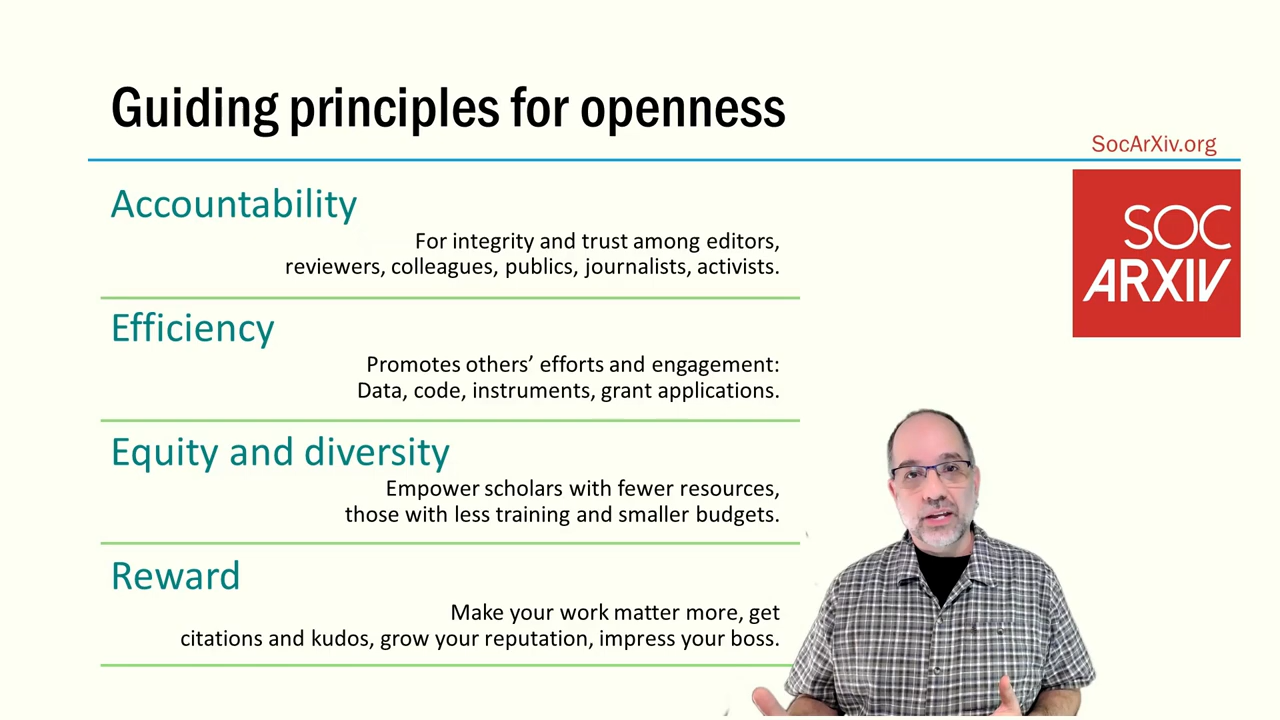 Guiding principles for openness
SocArXiv.org
SOC
ARXIV
Accountability
For integrity and trust among editors,
reviewers, colleagues, publics, journalists, activists.
Efficiency
Promotes others’ efforts and engagement:
Data, code, instruments, grant applications.
Equity and diversity
Empower scholars with fewer resources,
those with less training and smaller budgets.
Reward
Make your work matter more, get
citations and kudos, grow your reputation, impress your boss.